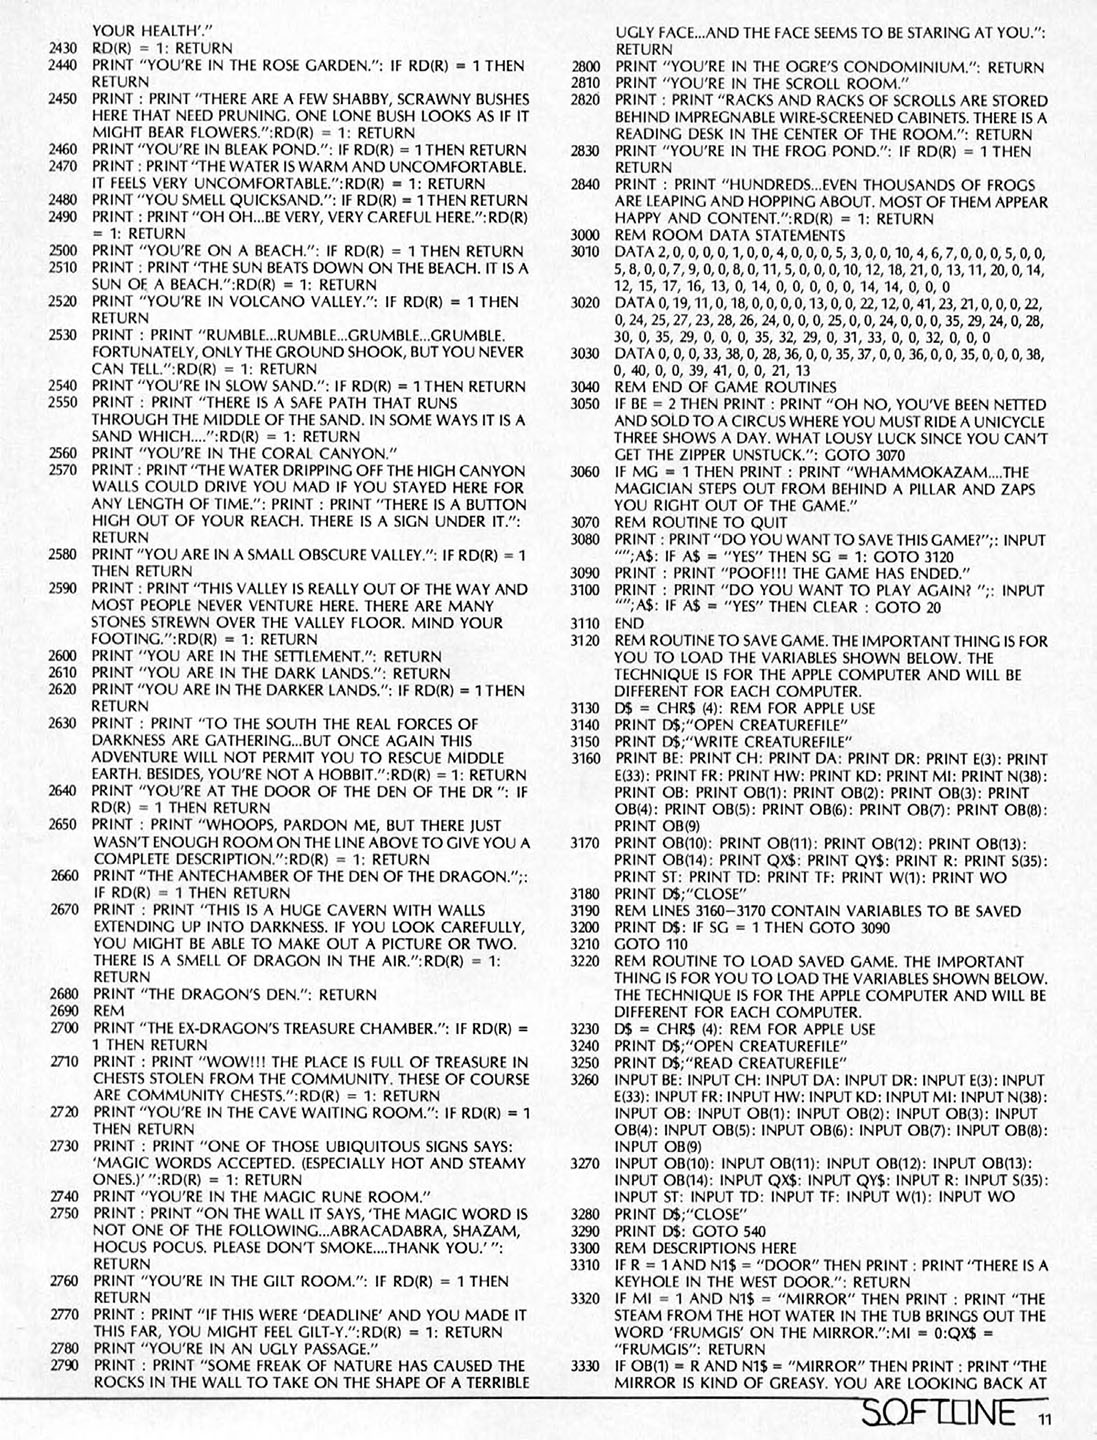 YOUR HEALTH'."
2430 RD(R) = 1: RETURN
2440 PRINT "YOU'RE IN THE ROSE GARDEN.": IF RD(R) = 1 THEN
RETURN
2450 PRINT : PRINT "THERE ARE A FEW SHABBY, SCRAWNY BUSHES
HERE THAT NEED PRUNING. ONE LONE BUSH LOOKS AS IF IT
MIGHT BEAR FLOWERS.":RD(R) = 1: RETURN
2460 PRINT "YOU'RE IN BLEAK POND.": IF RD(R) = 1 THEN RETURN
2470 PRINT : PRINT "THE WATER IS WARM AND UNCOMFORTABLE.
IT FEELS VERY UNCOMFORTABLE.":RD(R) = 1: RETURN
2480 PRINT "YOU SMELL QUICKSAND.": IF RD(R) = 1 THEN RETURN
2490 PRINT : PRINT "OH OH...BE VERY, VERY CAREFUL HERE.":RD(R)
= 1: RETURN
2500 PRINT "YOU'RE ON A BEACH.": IF RD(R) = 1 THEN RETURN
2510 PRINT : PRINT "THE SUN BEATS DOWN ON THE BEACH. IT IS A
SUN OF A BEACH.":RD(R) = 1: RETURN
2520 PRINT "YOU'RE IN VOLCANO VALLEY.": IF RD(R) = 1 THEN
RETURN
2530 PRINT : PRINT "RUMBLE...RUMBLE...GRUMBLE...GRUMBLE.
FORTUNATELY, ONLY THE GROUND SHOOK, BUT YOU NEVER
CAN TELL.":RD(R) = 1: RETURN
2540 PRINT "YOU'RE IN SLOW SAND.": IF RD(R) = 1 THEN RETURN
2550 PRINT : PRINT "THERE IS A SAFE PATH THAT RUNS
THROUGH THE MIDDLE OF THE SAND. IN SOME WAYS IT IS A
SAND WHICH....":RD(R) = 1: RETURN
2560 PRINT "YOU'RE IN THE CORAL CANYON."
2570 PRINT : PRINT "THE WATER DRIPPING OFF THE HIGH CANYON
WALLS COULD DRIVE YOU MAD IF YOU STAYED HERE FOR
ANY LENGTH OF TIME.": PRINT : PRINT "THERE IS A BUTTON
HIGH OUT OF YOUR REACH. THERE IS A SIGN UNDER IT.":
RETURN
2580 PRINT "YOU ARE IN A SMALL OBSCURE VALLEY.": IF RD(R) = 1
THEN RETURN
2590 PRINT : PRINT "THIS VALLEY IS REALLY OUT OF THE WAY AND
MOST PEOPLE NEVER VENTURE HERE. THERE ARE MANY
STONES STREWN OVER THE VALLEY FLOOR. MIND YOUR
FOOTING.":RD(R) = 1: RETURN
2600 PRINT "YOU ARE IN THE SETTLEMENT.": RETURN
2610 PRINT "YOU ARE IN THE DARK LANDS.": RETURN
2620 PRINT "YOU ARE IN THE DARKER LANDS.": IF RD(R) = 1 THEN
RETURN
2630 PRINT : PRINT "TO THE SOUTH THE REAL FORCES OF
DARKNESS ARE GATHERING...BUT ONCE AGAIN THIS
ADVENTURE WILL NOT PERMIT YOU TO RESCUE MIDDLE
EARTH. BESIDES, YOU'RE NOT A HOBBIT.":RD(R) = 1: RETURN
2640 PRINT "YOU'RE AT THE DOOR OF THE DEN OF THE DR ": IF
RD(R) = 1 THEN RETURN
2650 PRINT : PRINT "WHOOPS, PARDON ME, BUT THERE JUST
WASN'T ENOUGH ROOM ON THE LINE ABOVE TO GIVE YOU A
COMPLETE DESCRIPTION.":RD(R) = 1: RETURN
2660 PRINT "THE ANTECHAMBER OF THE DEN OF THE DRAGON.";:
IF RD(R) = 1 THEN RETURN
2670 PRINT : PRINT "THIS IS A HUGE CAVERN WITH WALLS
EXTENDING UP INTO DARKNESS. IF YOU LOOK CAREFULLY,
YOU MIGHT BE ABLE TO MAKE OUT A PICTURE OR TWO.
THERE IS A SMELL OF DRAGON IN THE AIR.":RD(R) = 1:
RETURN
2680 PRINT "THE DRAGON'S DEN.": RETURN
2690 REM
2700 PRINT "THE EX-DRAGON'S TREASURE CHAMBER.": IF RD(R) =
1 THEN RETURN
2710 PRINT : PRINT "WOW!!! THE PLACE IS FULL OF TREASURE IN
CHESTS STOLEN FROM THE COMMUNITY. THESE OF COURSE
ARE COMMUNITY CHESTS.":RD(R) = 1: RETURN
2720 PRINT "YOU'RE IN THE CAVE WAITING ROOM.": IF RD(R) = 1
THEN RETURN
2730 PRINT : PRINT "ONE OF THOSE UBIQUITOUS SIGNS SAYS:
'MAGIC WORDS ACCEPTED. (ESPECIALLY HOT AND STEAMY
ONES.)' ":RD(R) = 1: RETURN
2740 PRINT "YOU'RE IN THE MAGIC RUNE ROOM."
2750 PRINT : PRINT "ON THE WALL IT SAYS, 'THE MAGIC WORD IS
NOT ONE OF THE FOLLOWING...ABRACADABRA, SHAZAM,
HOCUS POCUS. PLEASE DON'T SMOKE....THANK YOU.' ":
RETURN
2760 PRINT "YOU'RE IN THE GILT ROOM.": IF RD(R) = 1 THEN
RETURN
2770 PRINT : PRINT "IF THIS WERE 'DEADLINE' AND YOU MADE IT
THIS FAR, YOU MIGHT FEEL GILT-Y.":RD(R) = 1: RETURN
2780 PRINT "YOU'RE IN AN UGLY PASSAGE."
2790 PRINT : PRINT "SOME FREAK OF NATURE HAS CAUSED THE
ROCKS IN THE WALL TO TAKE ON THE SHAPE OF A TERRIBLE
UGLY FACE...AND THE FACE SEEMS TO BE STARING AT YOU.":
RETURN
2800 PRINT "YOU'RE IN THE OGRE'S CONDOMINIUM.": RETURN
2810 PRINT "YOU'RE IN THE SCROLL ROOM."
2820 PRINT : PRINT "RACKS AND RACKS OF SCROLLS ARE STORED
BEHIND IMPREGNABLE WIRE-SCREENED CABINETS. THERE IS A
READING DESK IN THE CENTER OF THE ROOM.": RETURN
2830 PRINT "YOU'RE IN THE FROG POND.": IF RD(R) = 1 THEN
RETURN
2840 PRINT : PRINT "HUNDREDS...EVEN THOUSANDS OF FROGS
ARE LEAPING AND HOPPING ABOUT. MOST OF THEM APPEAR
HAPPY AND CONTENT.":RD(R) = 1: RETURN
3000 REM ROOM DATA STATEMENTS
3010 DATA 2, 0, 0, 0, 0, 1, 0, 0, 4, 0, 0, 0, 5, 3, 0, 0, 10, 4, 6, 7, 0, 0, 0, 5, 0, 0,
5, 8, 0, 0, 7, 9, 0, 0, 8, 0, 11, 5, 0, 0, 0, 10, 12, 18, 21, 0, 13, 11, 20, 0, 14,
12, 15, 17, 16, 13, 0, 14, 0, 0, 0, 0, 0, 14, 14, 0, 0, 0
3020 DATA 0, 19, 11, 0, 18, 0, 0, 0, 0, 13, 0, 0, 22, 12, 0, 41, 23, 21, 0, 0, 0, 22,
0, 24, 25, 27, 23, 28, 26, 24, 0, 0, 0, 25, 0, 0, 24, 0, 0, 0, 35, 29, 24, 0, 28,
30, 0, 35, 29, 0, 0, 0, 35, 32, 29, 0, 31, 33, 0, 0, 32, 0, 0, 0
3030 DATA 0, 0, 0, 33, 38, 0, 28, 36, 0, 0, 35, 37, 0, 0, 36, 0, 0, 35, 0, 0, 0, 38,
0, 40, 0, 0, 39, 41, 0, 0, 21, 13
3040 REM END OF GAME ROUTINES
3050 IF BE = 2 THEN PRINT : PRINT "OH NO, YOU'VE BEEN NETTED
AND SOLD TO A CIRCUS WHERE YOU MUST RIDE A UNICYCLE
THREE SHOWS A DAY. WHAT LOUSY LUCK SINCE YOU CAN'T
GET THE ZIPPER UNSTUCK.": GOTO 3070
3060 IF MG = 1 THEN PRINT : PRINT "WHAMMOKAZAM....THE
MAGICIAN STEPS OUT FROM BEHIND A PILLAR AND ZAPS
YOU RIGHT OUT OF THE GAME."
3070 REM ROUTINE TO QUIT
3080 PRINT : PRINT "DO YOU WANT TO SAVE THIS GAME?";: INPUT
"";A$: IF A$ = "YES" THEN SG = 1: GOTO 3120
3090 PRINT : PRINT "POOF!!! THE GAME HAS ENDED."
3100 PRINT : PRINT "DO YOU WANT TO PLAY AGAIN? ";: INPUT
"";A$: IF A$ = "YES" THEN CLEAR : GOTO 20
3110 END
3120 REM ROUTINE TO SAVE GAME. THE IMPORTANT THING IS FOR
YOU TO LOAD THE VARIABLES SHOWN BELOW. THE
TECHNIQUE IS FOR THE APPLE COMPUTER AND WILL BE
DIFFERENT FOR EACH COMPUTER.
3130 D$ = CHR$ (4): REM FOR APPLE USE
3140 PRINT D$;"OPEN CREATUREFILE"
3150 PRINT D$;"WRITE CREATUREFILE"
3160 PRINT BE: PRINT CH: PRINT DA: PRINT DR: PRINT E(3): PRINT
E(33): PRINT FR: PRINT HW: PRINT KD: PRINT MI: PRINT N(38):
PRINT OB: PRINT OB(1): PRINT OB(2): PRINT OB(3): PRINT
OB(4): PRINT OB(5): PRINT OB(6): PRINT OB(7): PRINT OB(8):
PRINT OB(9)
3170 PRINT OB(10): PRINT OB(11): PRINT OB(12): PRINT OB(13):
PRINT OB(14): PRINT QX$: PRINT QY$: PRINT R: PRINT S(35):
PRINT ST: PRINT TD: PRINT TF: PRINT W(1): PRINT WO
3180 PRINT D$;"CLOSE"
3190 REM LINES 3160–3170 CONTAIN VARIABLES TO BE SAVED
3200 PRINT D$: IF SG = 1 THEN GOTO 3090
3210 GOTO 110
3220 REM ROUTINE TO LOAD SAVED GAME. THE IMPORTANT
THING IS FOR YOU TO LOAD THE VARIABLES SHOWN BELOW.
THE TECHNIQUE IS FOR THE APPLE COMPUTER AND WILL BE
DIFFERENT FOR EACH COMPUTER.
3230 D$ = CHR$ (4): REM FOR APPLE USE
3240 PRINT D$;"OPEN CREATUREFILE"
3250 PRINT D$;"READ CREATUREFILE"
3260 INPUT BE: INPUT CH: INPUT DA: INPUT DR: INPUT E(3): INPUT
E(33): INPUT FR: INPUT HW: INPUT KD: INPUT MI: INPUT N(38):
INPUT OB: INPUT OB(1): INPUT OB(2): INPUT OB(3): INPUT
OB(4): INPUT OB(5): INPUT OB(6): INPUT OB(7): INPUT OB(8):
INPUT OB(9)
3270 INPUT OB(10): INPUT OB(11): INPUT OB(12): INPUT OB(13):
INPUT OB(14): INPUT QX$: INPUT QY$: INPUT R: INPUT S(35):
INPUT ST: INPUT TD: INPUT TF: INPUT W(1): INPUT WO
3280 PRINT D$;"CLOSE"
3290 PRINT D$: GOTO 540
3300 REM DESCRIPTIONS HERE
3310 IF R = 1 AND N1$ = "DOOR" THEN PRINT : PRINT "THERE IS A
KEYHOLE IN THE WEST DOOR.": RETURN
3320 IF MI = 1 AND N1$ = "MIRROR" THEN PRINT : PRINT "THE
STEAM FROM THE HOT WATER IN THE TUB BRINGS OUT THE
WORD 'FRUMGIS' ON THE MIRROR.":MI = 0:QX$ =
"FRUMGIS": RETURN
3330 IF OB(1) = R AND N1$ = "MIRROR" THEN PRINT : PRINT "THE
MIRROR IS KIND OF GREASY. YOU ARE LOOKING BACK AT
SOFTLINE 11